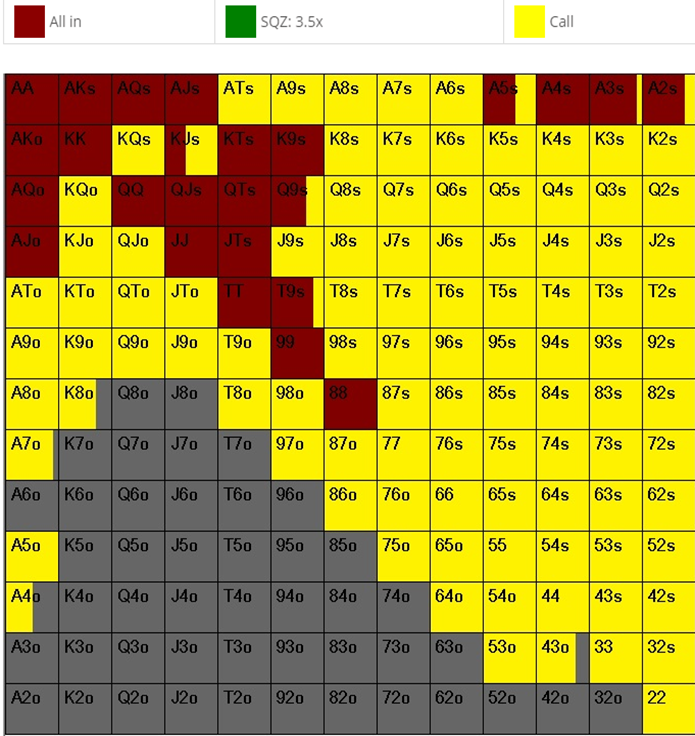 All in SQZ: 3.5x Call
AA AKs AQs AJs ATs A9s A8s A7s A6s A5s A4s A3s A2s
AKo KK KQs KJs KTs K9s K8s K7s K6s K5s K4s K3s K2s
AQo KQo QQ QJs QTs Q9s Q8s Q7s Q6s Q5s Q4s Q3s Q2s
AJo KJo QJo JJ JTs J9s J8s J7s J6s J5s J4s J3s J2s
ATo KTo QTo JTo TT T9s T8s T7s T6s T5s T4s T3s T2s
A9o K9o Q9o J9o T9o 99 98s 97s 96s 95s 94s 93s 92s
A8o K8o Q8o J8o T8o 98o 88 87s 86s 85s 84s 83s 82s
A7o K7o Q7o J7o T7o 97o 87o 77 76s 75s 74s 73s 72s
A6o K6o Q6o J6o T6o 96o 86o 76o 66 65s 64s 63s 62s
A5o K5o Q5o J5o T5o 95o 85o 75o 65o 55 54s 53s 52s
A4o K4o Q4o J4o T4o 94o 84o 74o 64o 54o 44 43s 42s
A3o K3o Q3o J3o T3o 93o 83o 73o 63o 53o 43o 33 32s
A2o K2o Q2o J2o T2o 92o 82o 72o 62o 52o 42o 32o 22